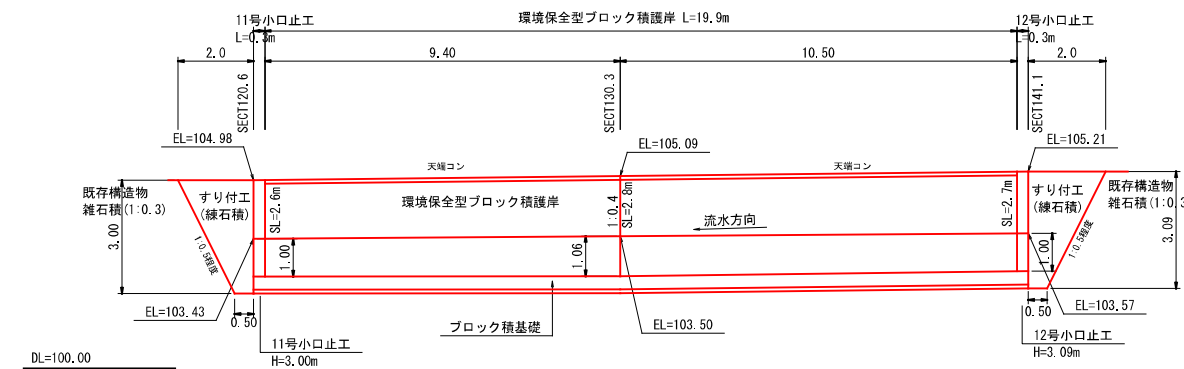 11号小口止工
L=0.3m
環境保全型ブロック積護岸 L=19.9m
12号小口止工
L=0.3m
2.0
9.40
10.50
2.0
SECT120.6
SECT130.3
SECT141.1
EL=104.98
EL=105.09
EL=105.21
天端コン
天端コン
既存構造物
雑石積(1:0.3)
すり付工
(練石積)
SL=2.6m
環境保全型ブロック積護岸
1:0.4
SL=2.8m
流水方向
SL=2.7m
すり付工
(練石積)
既存構造物
雑石積(1:0.3
3.00
1:0.5程度
1.00
1.06
1.00
1:0.5程度
3.09
EL=103.43
0.50
ブロック積基礎
EL=103.50
0.50
EL=103.57
11号小口止工
H=3.00m
12号小口止工
H=3.09m
DL=100.00